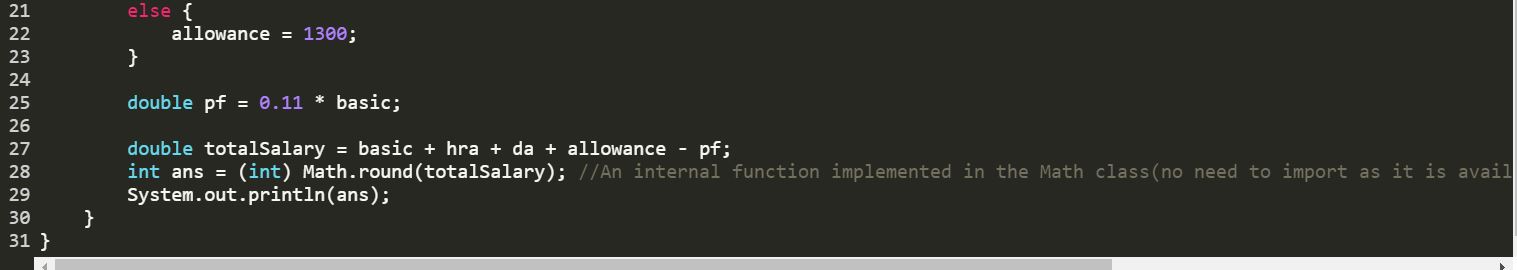 21 else {
22 allowance = 1300;
23 }
24
25 double pf = 0.11 * basic;
26
27 double totalSalary = basic + hra + da + allowance - pf;
28 int ans = (int) Math.round(totalSalary); //An internal function implemented in the Math class(no need to import as it is avail
29 System.out.println(ans);
30 }
31 }